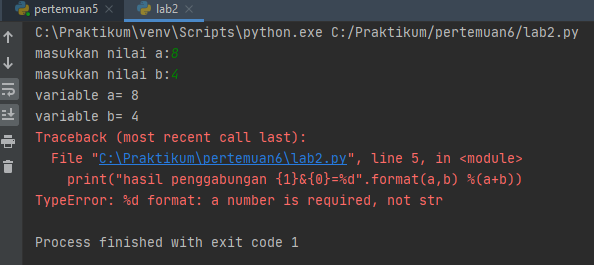 pertemuan5 × lab2 ×
C:\Praktikum\venv\Scripts\python.exe C:/Praktikum/pertemuan6/lab2.py
masukkan nilai a:8
masukkan nilai b:4
variable a= 8
variable b= 4
Traceback (most recent call last):
  File "C:\Praktikum\pertemuan6\lab2.py", line 5, in <module>
    print("hasil penggabungan {1}&{0}=%d".format(a,b) %(a+b))
TypeError: %d format: a number is required, not str
Process finished with exit code 1